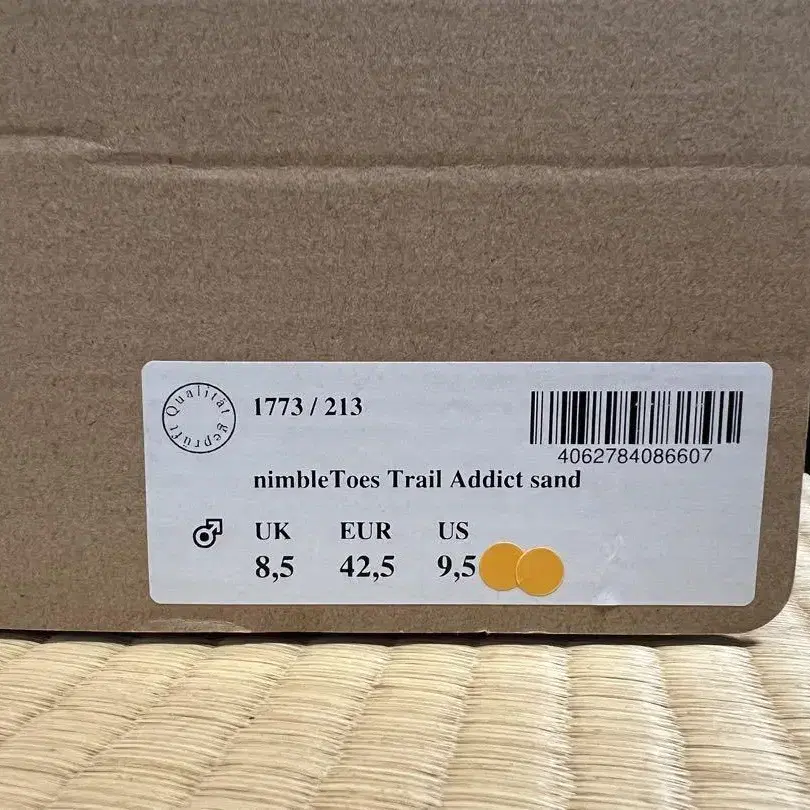 Qualität geprüft
1773 / 213
4062784086607
nimbleToes Trail Addict sand
UK EUR US
8,5 42,5 9,5